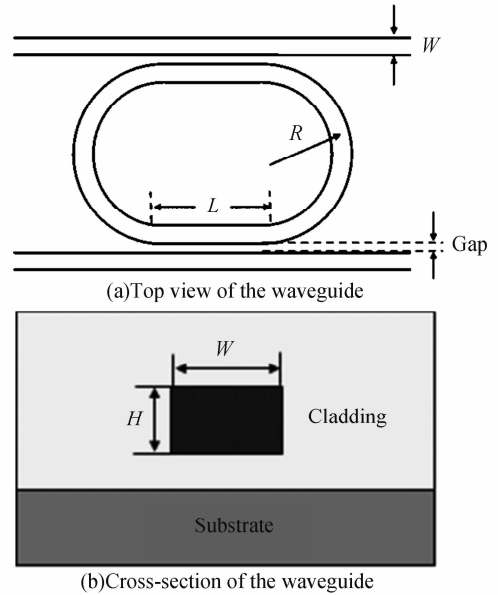 W
R
L
Gap
(a)Top view of the waveguide
W
H
Cladding
Substrate
(b)Cross-section of the waveguide